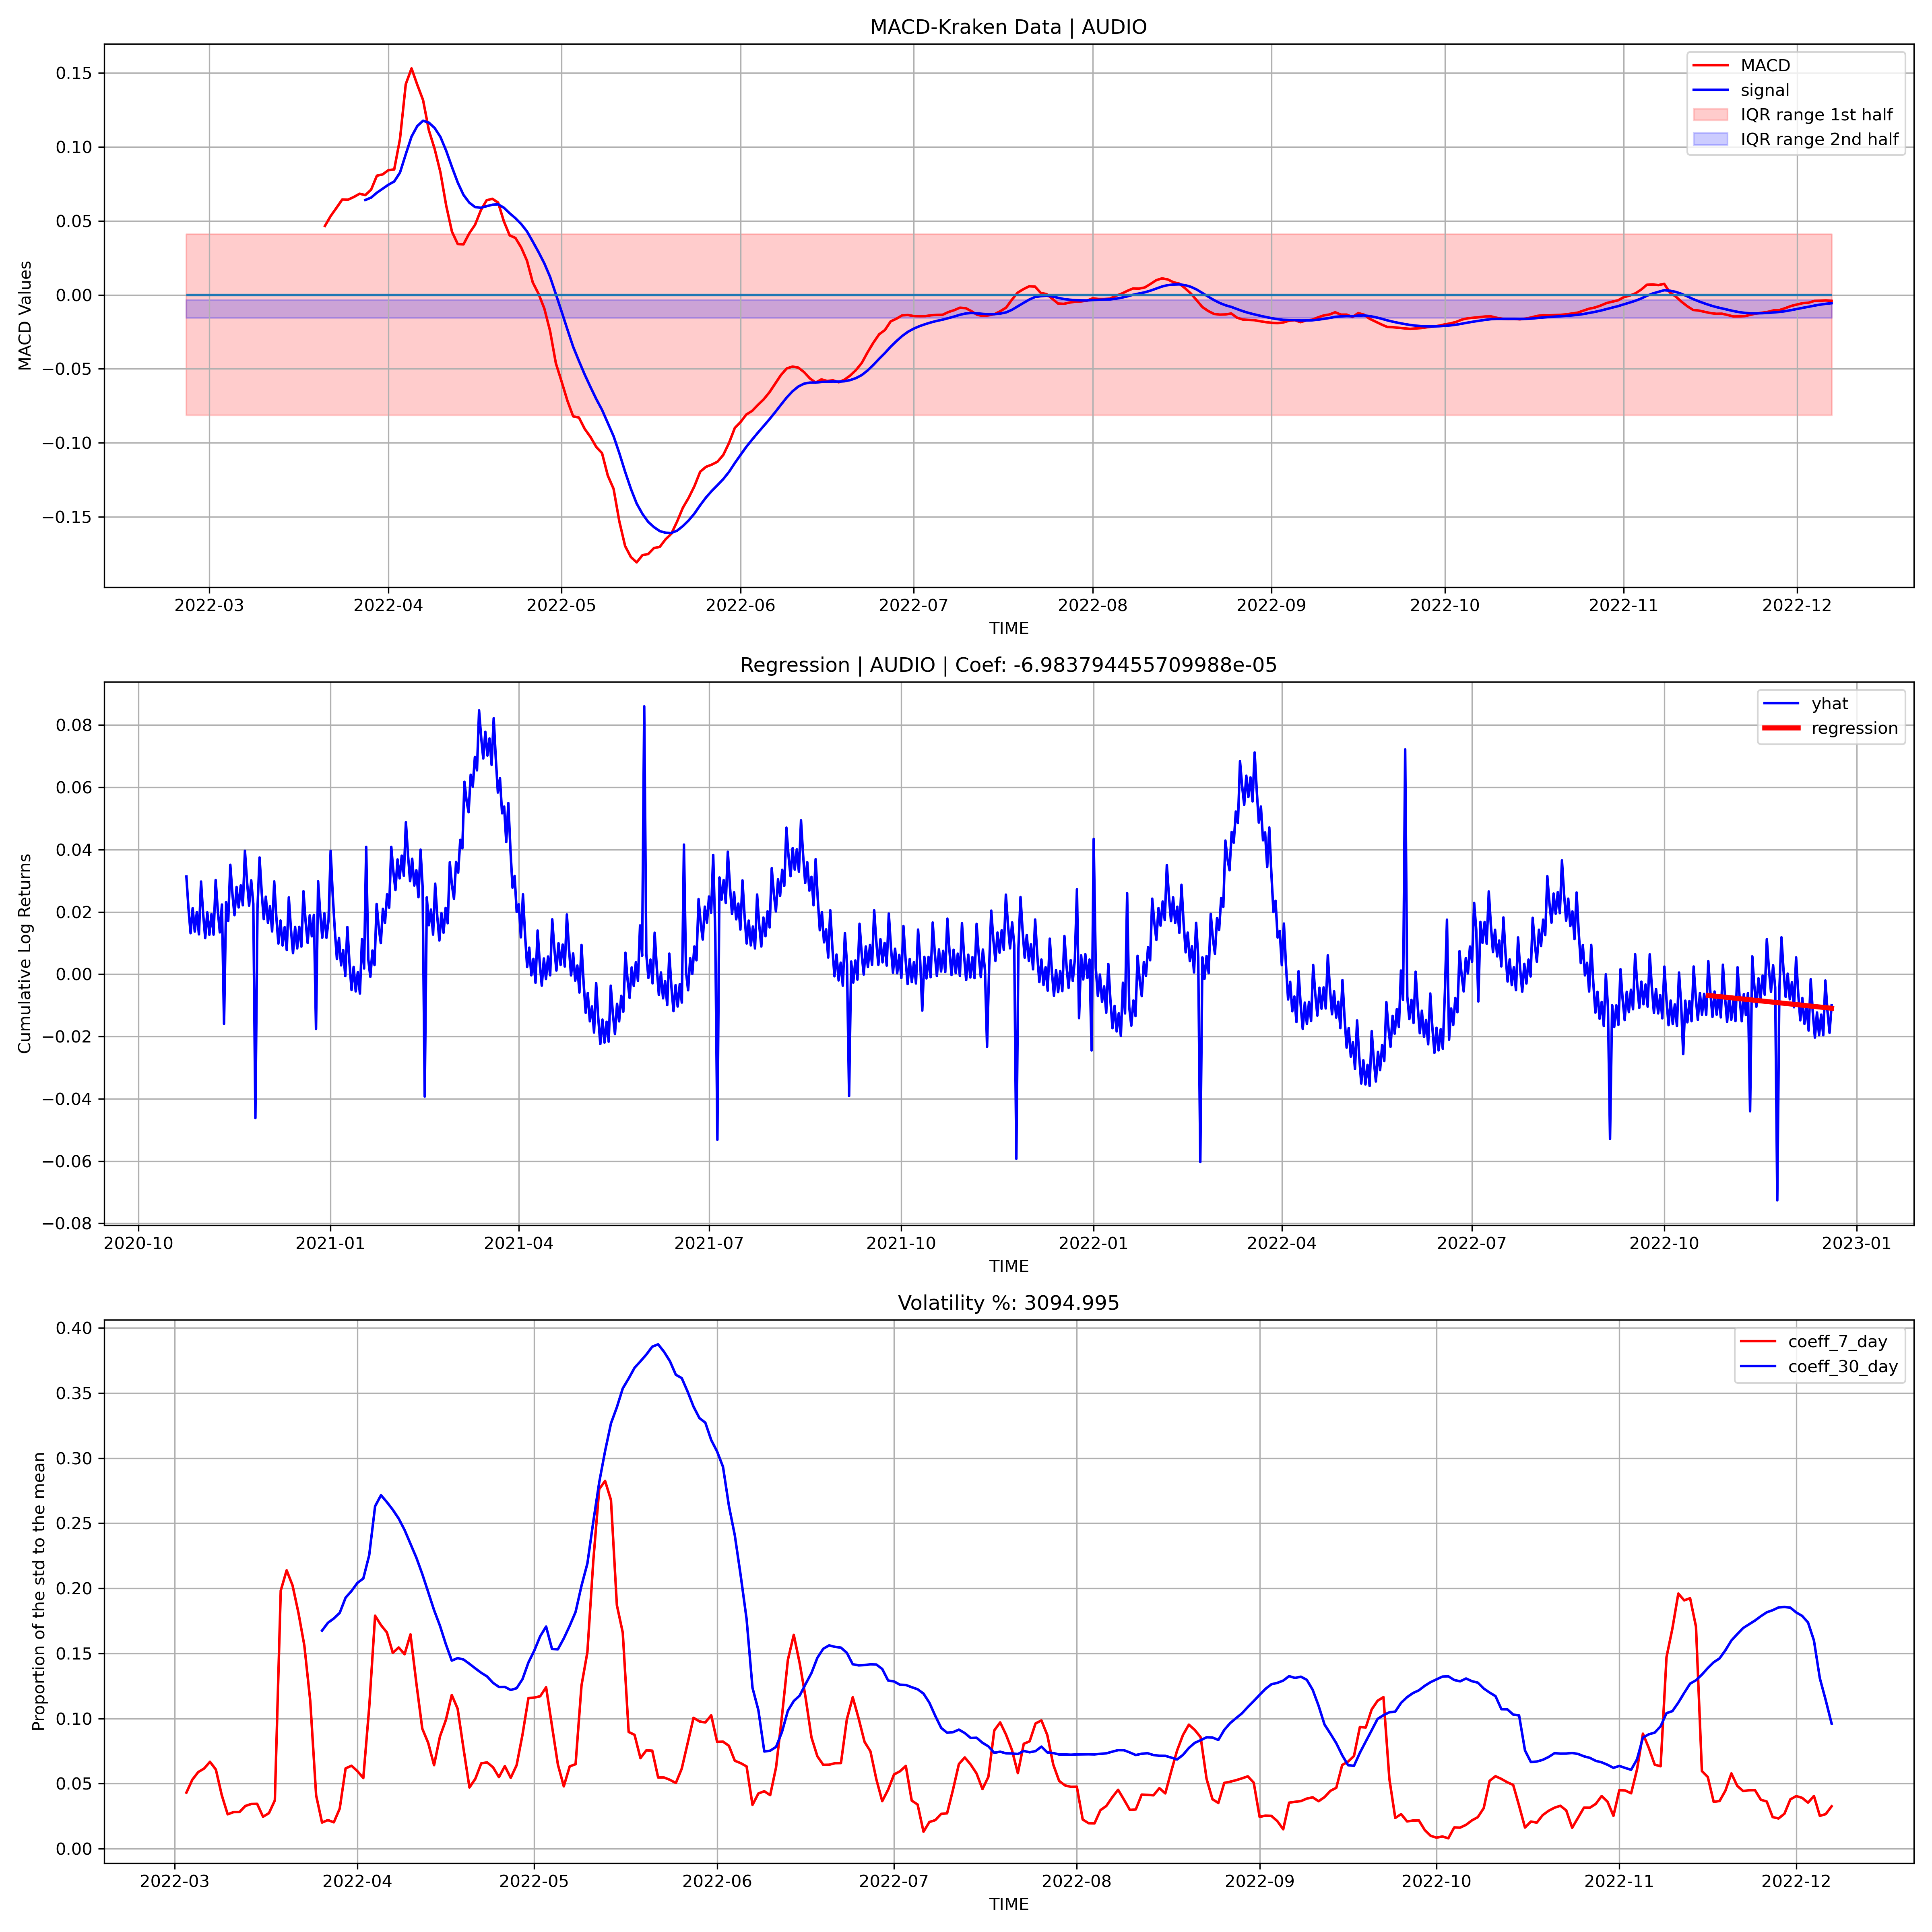 MACD-Kraken Data | AUDIO
MACD
signal
IQR range 1st half
IQR range 2nd half
0.15
0.10
0.05
0.00
−0.05
−0.10
−0.15
MACD Values
2022-03 2022-04 2022-05 2022-06 2022-07 2022-08 2022-09 2022-10 2022-11 2022-12
TIME
Regression | AUDIO | Coef: -6.983794455709988e-05
yhat
regression
0.08
0.06
0.04
0.02
0.00
−0.02
−0.04
−0.06
−0.08
Cumulative Log Returns
2020-10 2021-01 2021-04 2021-07 2021-10 2022-01 2022-04 2022-07 2022-10 2023-01
TIME
Volatility %: 3094.995
coeff_7_day
coeff_30_day
0.40
0.35
0.30
0.25
0.20
0.15
0.10
0.05
0.00
Proportion of the std to the mean
2022-03 2022-04 2022-05 2022-06 2022-07 2022-08 2022-09 2022-10 2022-11 2022-12
TIME